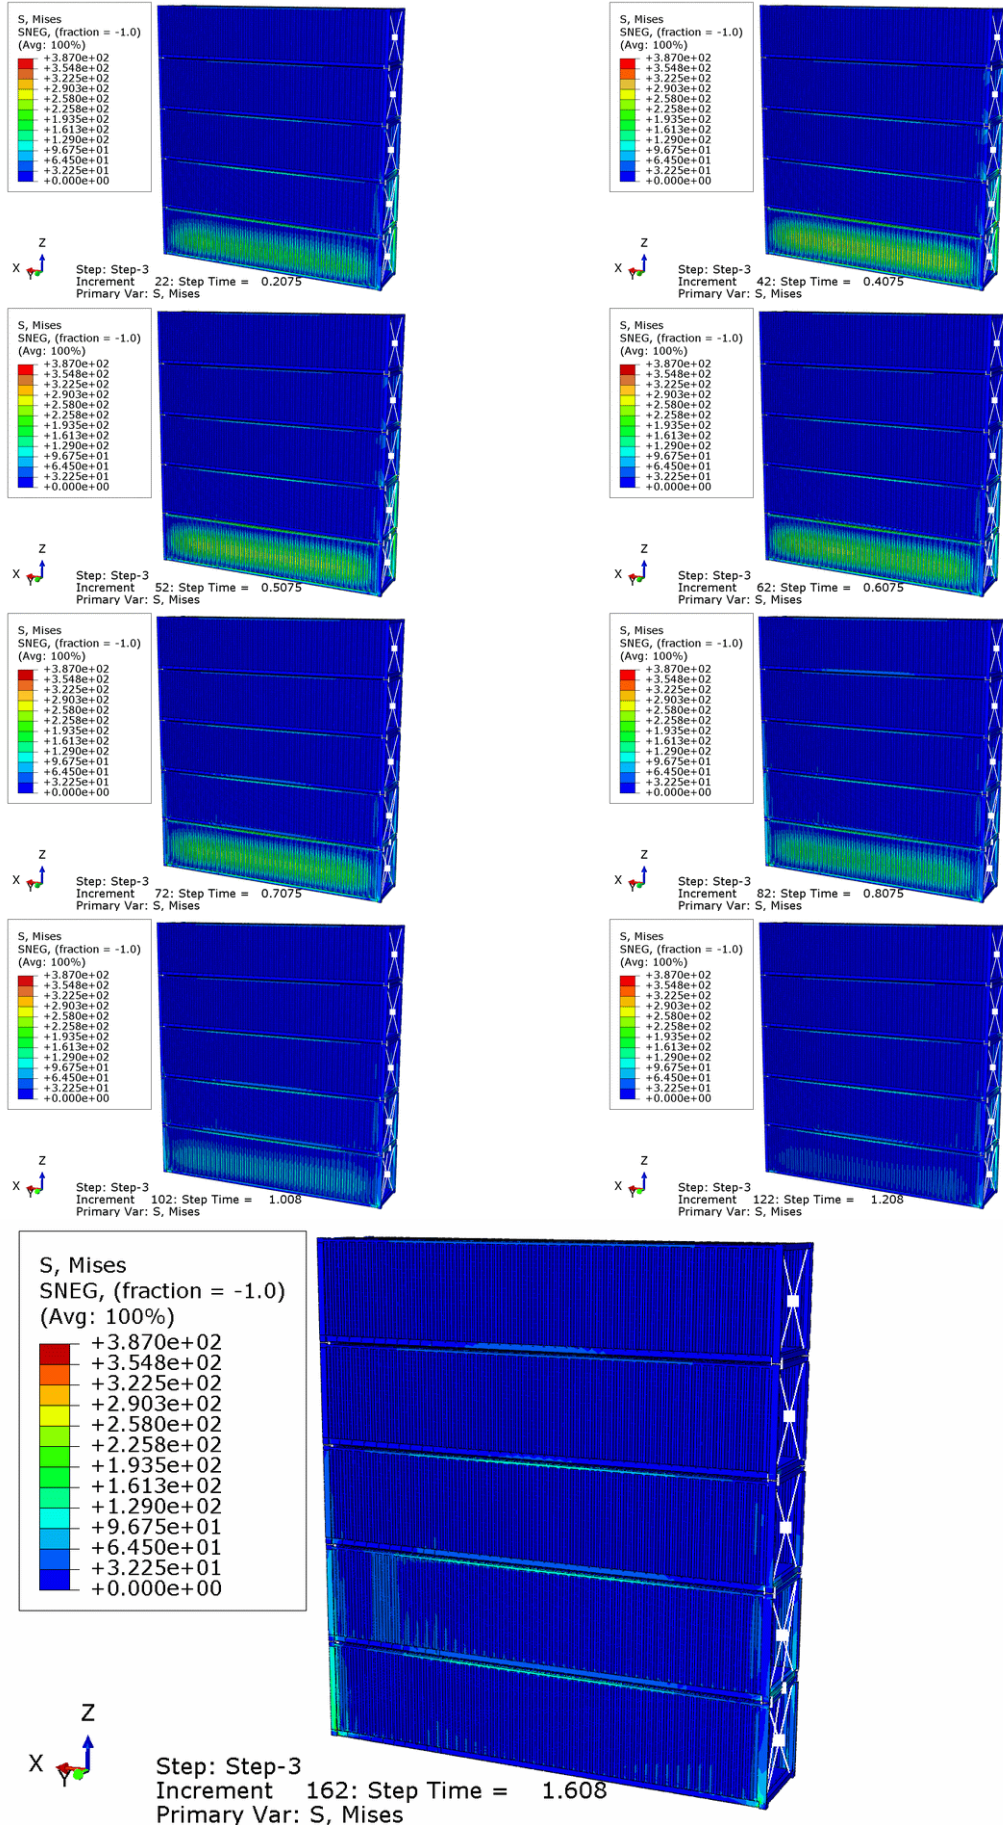 S, Mises
SNEG, (fraction = -1.0)
(Avg: 100%)
+3.870e+02
+3.548e+02
+3.225e+02
+2.903e+02
+2.580e+02
+2.258e+02
+1.935e+02
+1.613e+02
+1.290e+02
+9.675e+01
+6.450e+01
+3.225e+01
+0.000e+00
Z
X Y
Step: Step-3
Increment 22: Step Time = 0.2075
Primary Var: S, Mises
S, Mises
SNEG, (fraction = -1.0)
(Avg: 100%)
+3.870e+02
+3.548e+02
+3.225e+02
+2.903e+02
+2.580e+02
+2.258e+02
+1.935e+02
+1.613e+02
+1.290e+02
+9.675e+01
+6.450e+01
+3.225e+01
+0.000e+00
Z
X Y
Step: Step-3
Increment 42: Step Time = 0.4075
Primary Var: S, Mises
S, Mises
SNEG, (fraction = -1.0)
(Avg: 100%)
+3.870e+02
+3.548e+02
+3.225e+02
+2.903e+02
+2.580e+02
+2.258e+02
+1.935e+02
+1.613e+02
+1.290e+02
+9.675e+01
+6.450e+01
+3.225e+01
+0.000e+00
Z
X Y
Step: Step-3
Increment 52: Step Time = 0.5075
Primary Var: S, Mises
S, Mises
SNEG, (fraction = -1.0)
(Avg: 100%)
+3.870e+02
+3.548e+02
+3.225e+02
+2.903e+02
+2.580e+02
+2.258e+02
+1.935e+02
+1.613e+02
+1.290e+02
+9.675e+01
+6.450e+01
+3.225e+01
+0.000e+00
Z
X Y
Step: Step-3
Increment 62: Step Time = 0.6075
Primary Var: S, Mises
S, Mises
SNEG, (fraction = -1.0)
(Avg: 100%)
+3.870e+02
+3.548e+02
+3.225e+02
+2.903e+02
+2.580e+02
+2.258e+02
+1.935e+02
+1.613e+02
+1.290e+02
+9.675e+01
+6.450e+01
+3.225e+01
+0.000e+00
Z
X Y
Step: Step-3
Increment 72: Step Time = 0.7075
Primary Var: S, Mises
S, Mises
SNEG, (fraction = -1.0)
(Avg: 100%)
+3.870e+02
+3.548e+02
+3.225e+02
+2.903e+02
+2.580e+02
+2.258e+02
+1.935e+02
+1.613e+02
+1.290e+02
+9.675e+01
+6.450e+01
+3.225e+01
+0.000e+00
Z
X Y
Step: Step-3
Increment 82: Step Time = 0.8075
Primary Var: S, Mises
S, Mises
SNEG, (fraction = -1.0)
(Avg: 100%)
+3.870e+02
+3.548e+02
+3.225e+02
+2.903e+02
+2.580e+02
+2.258e+02
+1.935e+02
+1.613e+02
+1.290e+02
+9.675e+01
+6.450e+01
+3.225e+01
+0.000e+00
Z
X Y
Step: Step-3
Increment 102: Step Time = 1.008
Primary Var: S, Mises
S, Mises
SNEG, (fraction = -1.0)
(Avg: 100%)
+3.870e+02
+3.548e+02
+3.225e+02
+2.903e+02
+2.580e+02
+2.258e+02
+1.935e+02
+1.613e+02
+1.290e+02
+9.675e+01
+6.450e+01
+3.225e+01
+0.000e+00
Z
X Y
Step: Step-3
Increment 122: Step Time = 1.208
Primary Var: S, Mises
S, Mises
SNEG, (fraction = -1.0)
(Avg: 100%)
+3.870e+02
+3.548e+02
+3.225e+02
+2.903e+02
+2.580e+02
+2.258e+02
+1.935e+02
+1.613e+02
+1.290e+02
+9.675e+01
+6.450e+01
+3.225e+01
+0.000e+00
Z
X Y
Step: Step-3
Increment 162: Step Time = 1.608
Primary Var: S, Mises